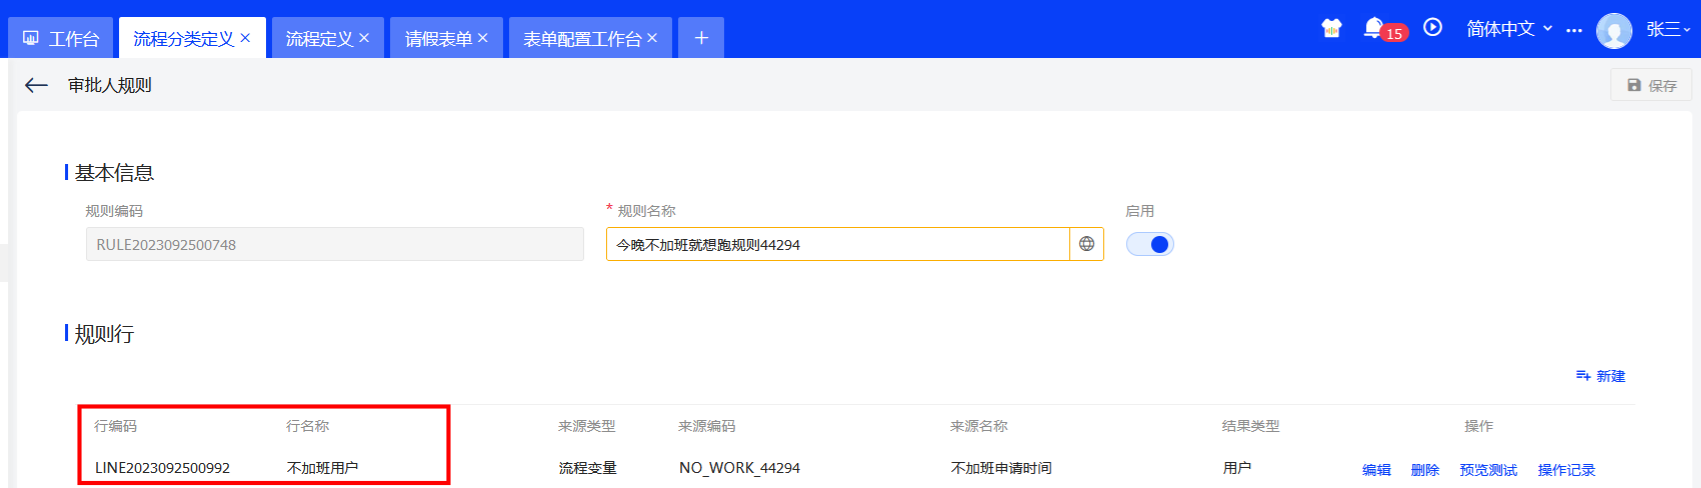 工作台 流程分类定义 × 流程定义 × 请假表单 × 表单配置工作台 × + 15 简体中文 ... 张三
审批人规则 保存
基本信息
规则编码 * 规则名称 启用
RULE2023092500748 今晚不加班就想跑规则44294
规则行
新建
行编码 行名称 来源类型 来源编码 来源名称 结果类型 操作
LINE2023092500992 不加班用户 流程变量 NO_WORK_44294 不加班申请时间 用户 编辑 删除 预览测试 操作记录